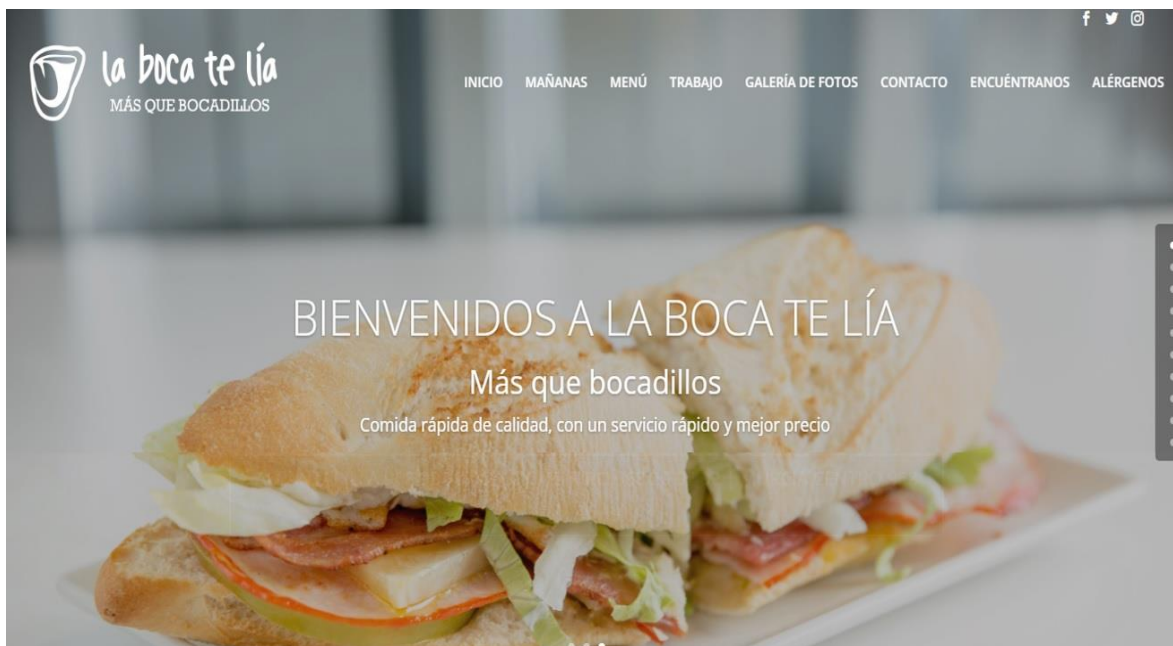 la boca te lía
MÁS QUE BOCADILLOS
INICIO MAÑANAS MENÚ TRABAJO GALERÍA DE FOTOS CONTACTO ENCUÉNTRANOS ALÉRGENOS
BIENVENIDOS A LA BOCA TE LÍA
Más que bocadillos
Comida rápida de calidad, con un servicio rápido y mejor precio